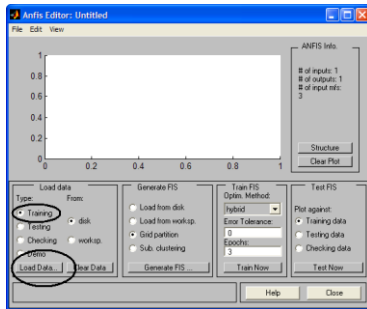 Anfis Editor: Untitled
File Edit View
ANFIS Info.
# of inputs: 1
# of outputs: 1
# of input mfs:
3
1
0.8
0.6
0.4
0.2
0
0 0.2 0.4 0.6 0.8 1
Structure
Clear Plot
Load data
Type: From:
Training
Testing
Checking
Demo
disk
worksp.
Load Data... Clear Data
Generate FIS
Load from disk
Load from worksp.
Grid partition
Sub. clustering
Generate FIS ...
Train FIS
Optim. Method:
hybrid
Error Tolerance:
0
Epochs:
3
Train Now
Test FIS
Plot against:
Training data
Testing data
Checking data
Test Now
Help Close